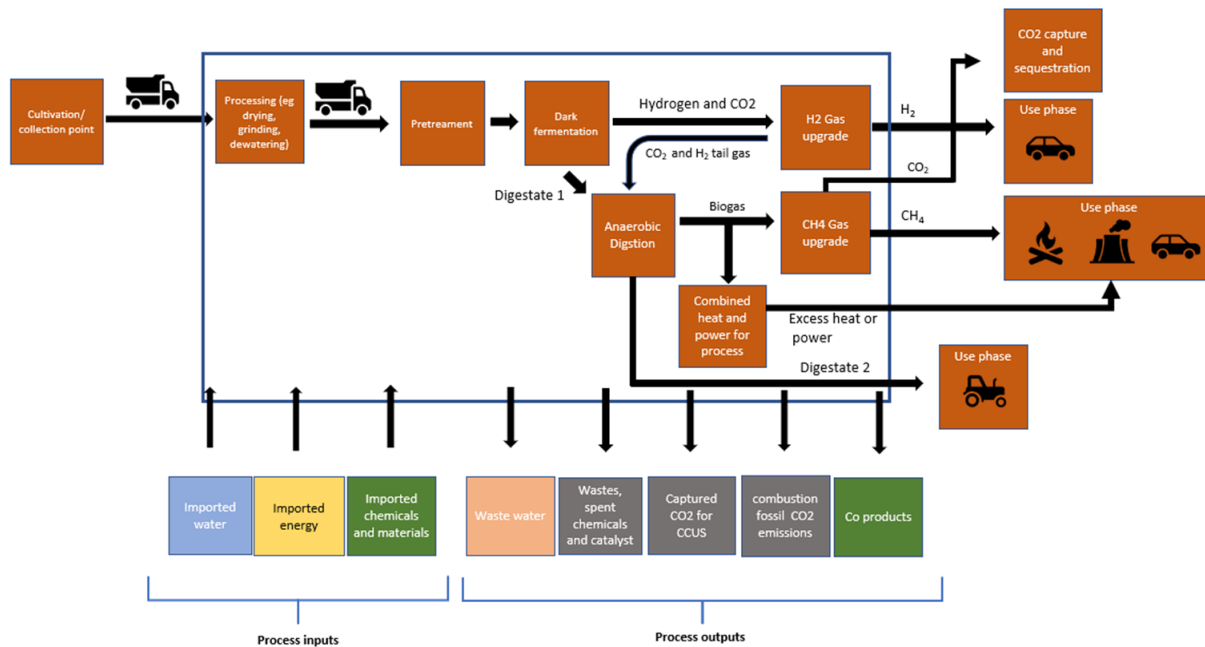 Cultivation/
collection point
Processing (eg
drying,
grinding,
dewatering)
Pretreament
Dark
fermentation
Hydrogen and CO2
H2 Gas
upgrade
H₂
CO2 capture
and
sequestration
Use phase
CO₂ and H₂ tail gas
CO₂
Digestate 1
Anaerobic
Digstion
Biogas
CH4 Gas
upgrade
CH₄
Use phase
Combined
heat and
power for
process
Excess heat or
power
Digestate 2
Use phase
Imported
water
Imported
energy
Imported
chemicals
and materials
Waste water
Wastes,
spent
chemicals
and catalyst
Captured
CO2 for
CCUS
combustion
fossil CO2
emissions
Co products
Process inputs
Process outputs